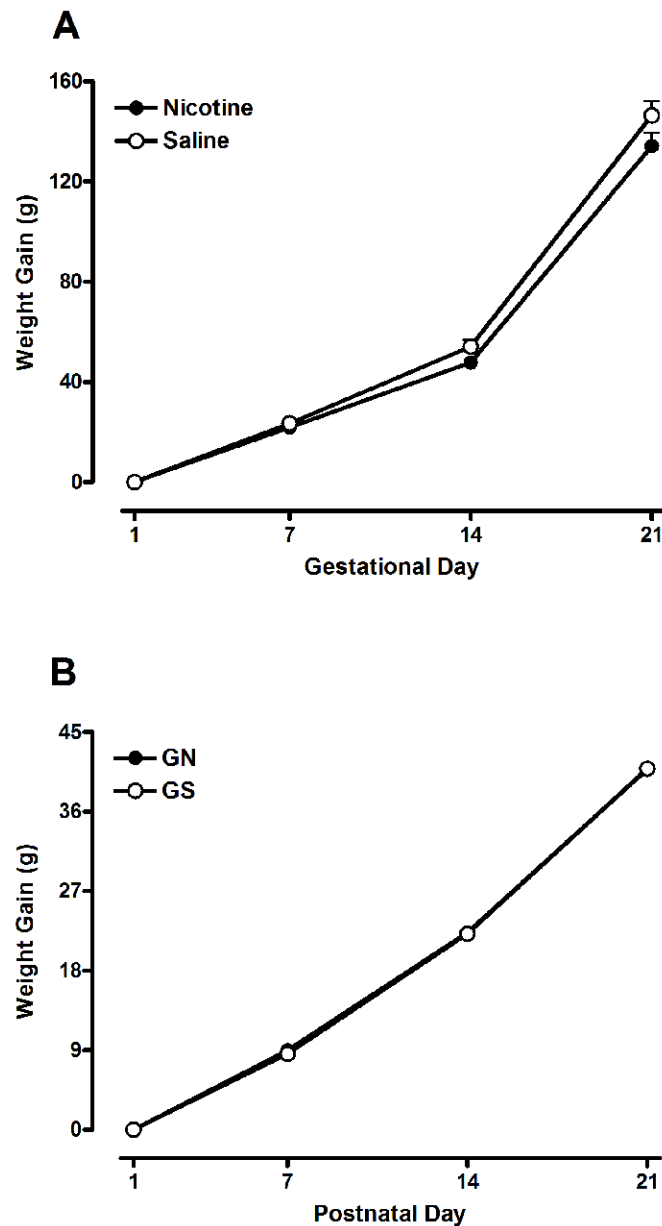 A
160
Nicotine
Saline
120
80
40
0
Weight Gain (g)
1 7 14 21
Gestational Day
B
45
GN
GS
36
27
18
9
0
Weight Gain (g)
1 7 14 21
Postnatal Day